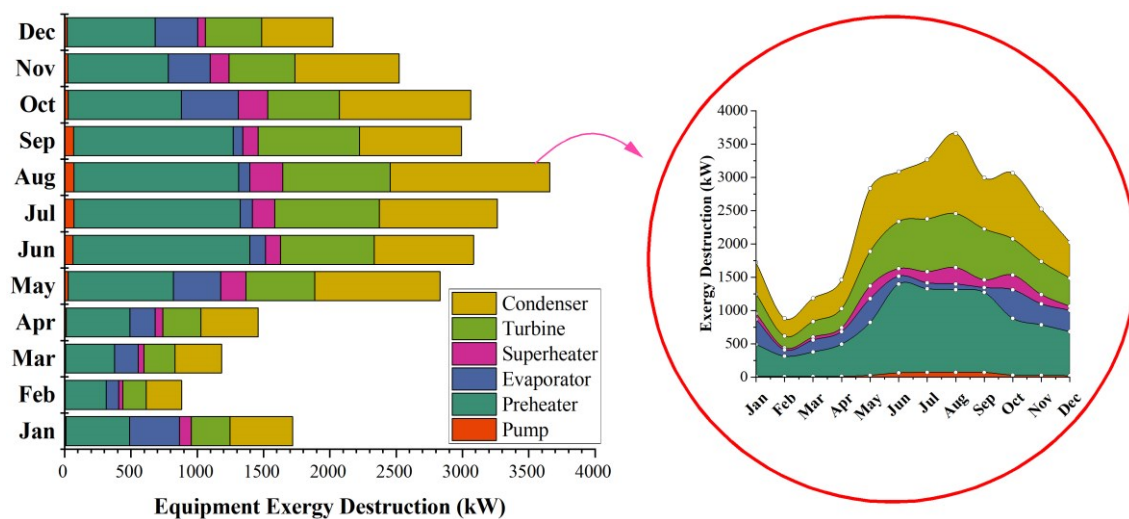 Dec
Nov
Oct
Sep
Aug
Jul
Jun
May
Apr
Mar
Feb
Jan
Condenser
Turbine
Superheater
Evaporator
Preheater
Pump
0 500 1000 1500 2000 2500 3000 3500 4000
Equipment Exergy Destruction (kW)
Exergy Destruction (kW)
4000
3500
3000
2500
2000
1500
1000
500
0
Jan Feb Mar Apr May Jun Jul Aug Sep Oct Nov Dec